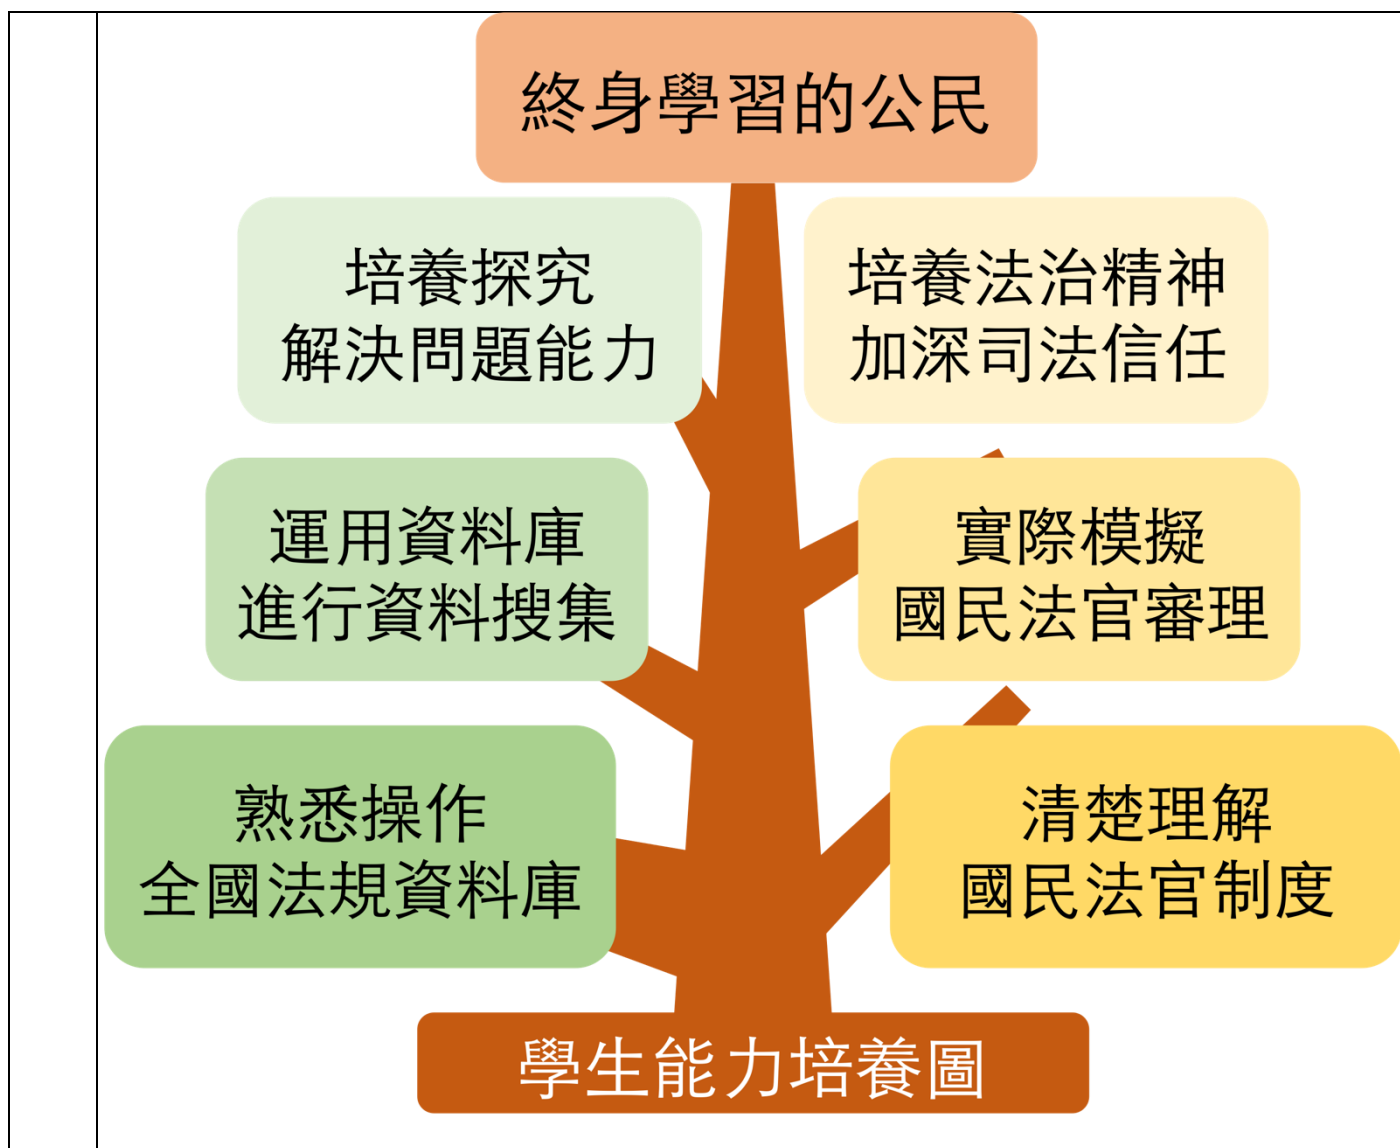 終身學習的公民
培養探究
解決問題能力
培養法治精神
加深司法信任
運用資料庫
進行資料搜集
實際模擬
國民法官審理
熟悉操作
全國法規資料庫
清楚理解
國民法官制度
學生能力培養圖